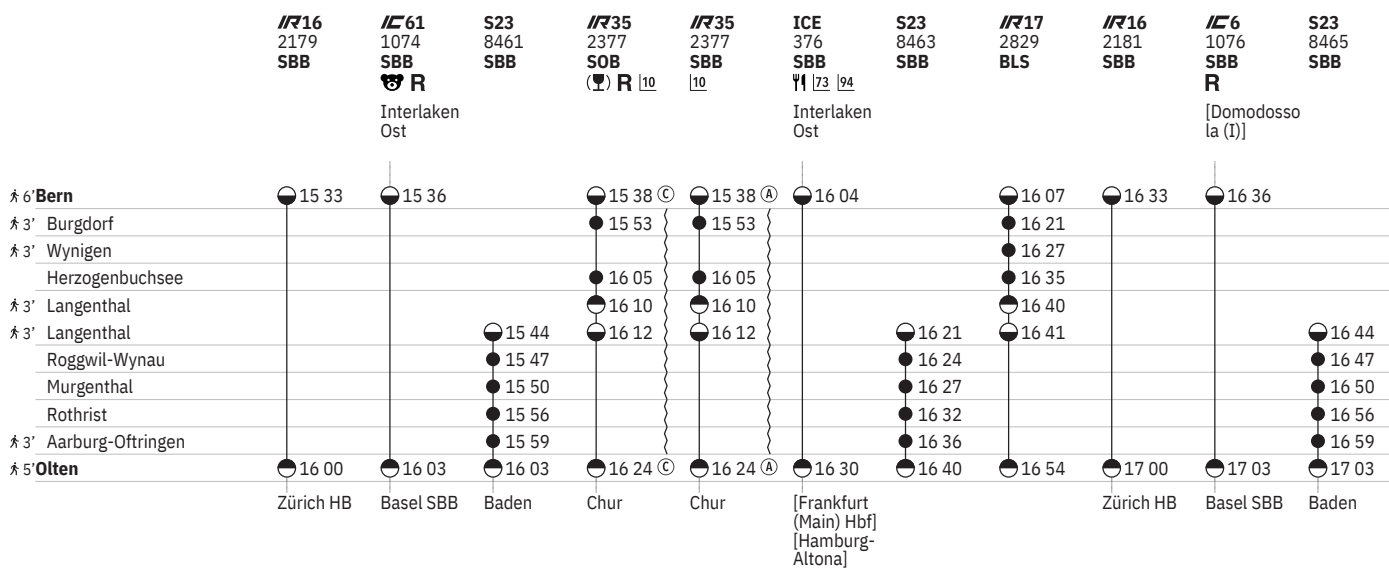 IR16 IC61 S23 IR35 IR35 ICE S23 IR17 IR16 IC6 S23
2179 1074 8461 2377 2377 376 8463 2829 2181 1076 8465
SBB SBB SBB SOB SBB SBB SBB BLS SBB SBB SBB
R R 10 10 73 94 R
Interlaken Interlaken [Domodosso
Ost Ost la (I)]
6' Bern 15 33 15 36 15 38 C 15 38 A 16 04 16 07 16 33 16 36
3' Burgdorf 15 53 15 53 16 21
3' Wynigen 16 27
Herzogenbuchsee 16 05 16 05 16 35
3' Langenthal 16 10 16 10 16 40
3' Langenthal 15 44 16 12 16 12 16 21 16 41 16 44
Roggwil-Wynau 15 47 16 24 16 47
Murgenthal 15 50 16 27 16 50
Rothrist 15 56 16 32 16 56
3' Aarburg-Oftringen 15 59 16 36 16 59
5' Olten 16 00 16 03 16 03 16 24 C 16 24 A 16 30 16 40 16 54 17 00 17 03 17 03
Zürich HB Basel SBB Baden Chur Chur [Frankfurt Zürich HB Basel SBB Baden
(Main) Hbf]
[Hamburg-
Altona]